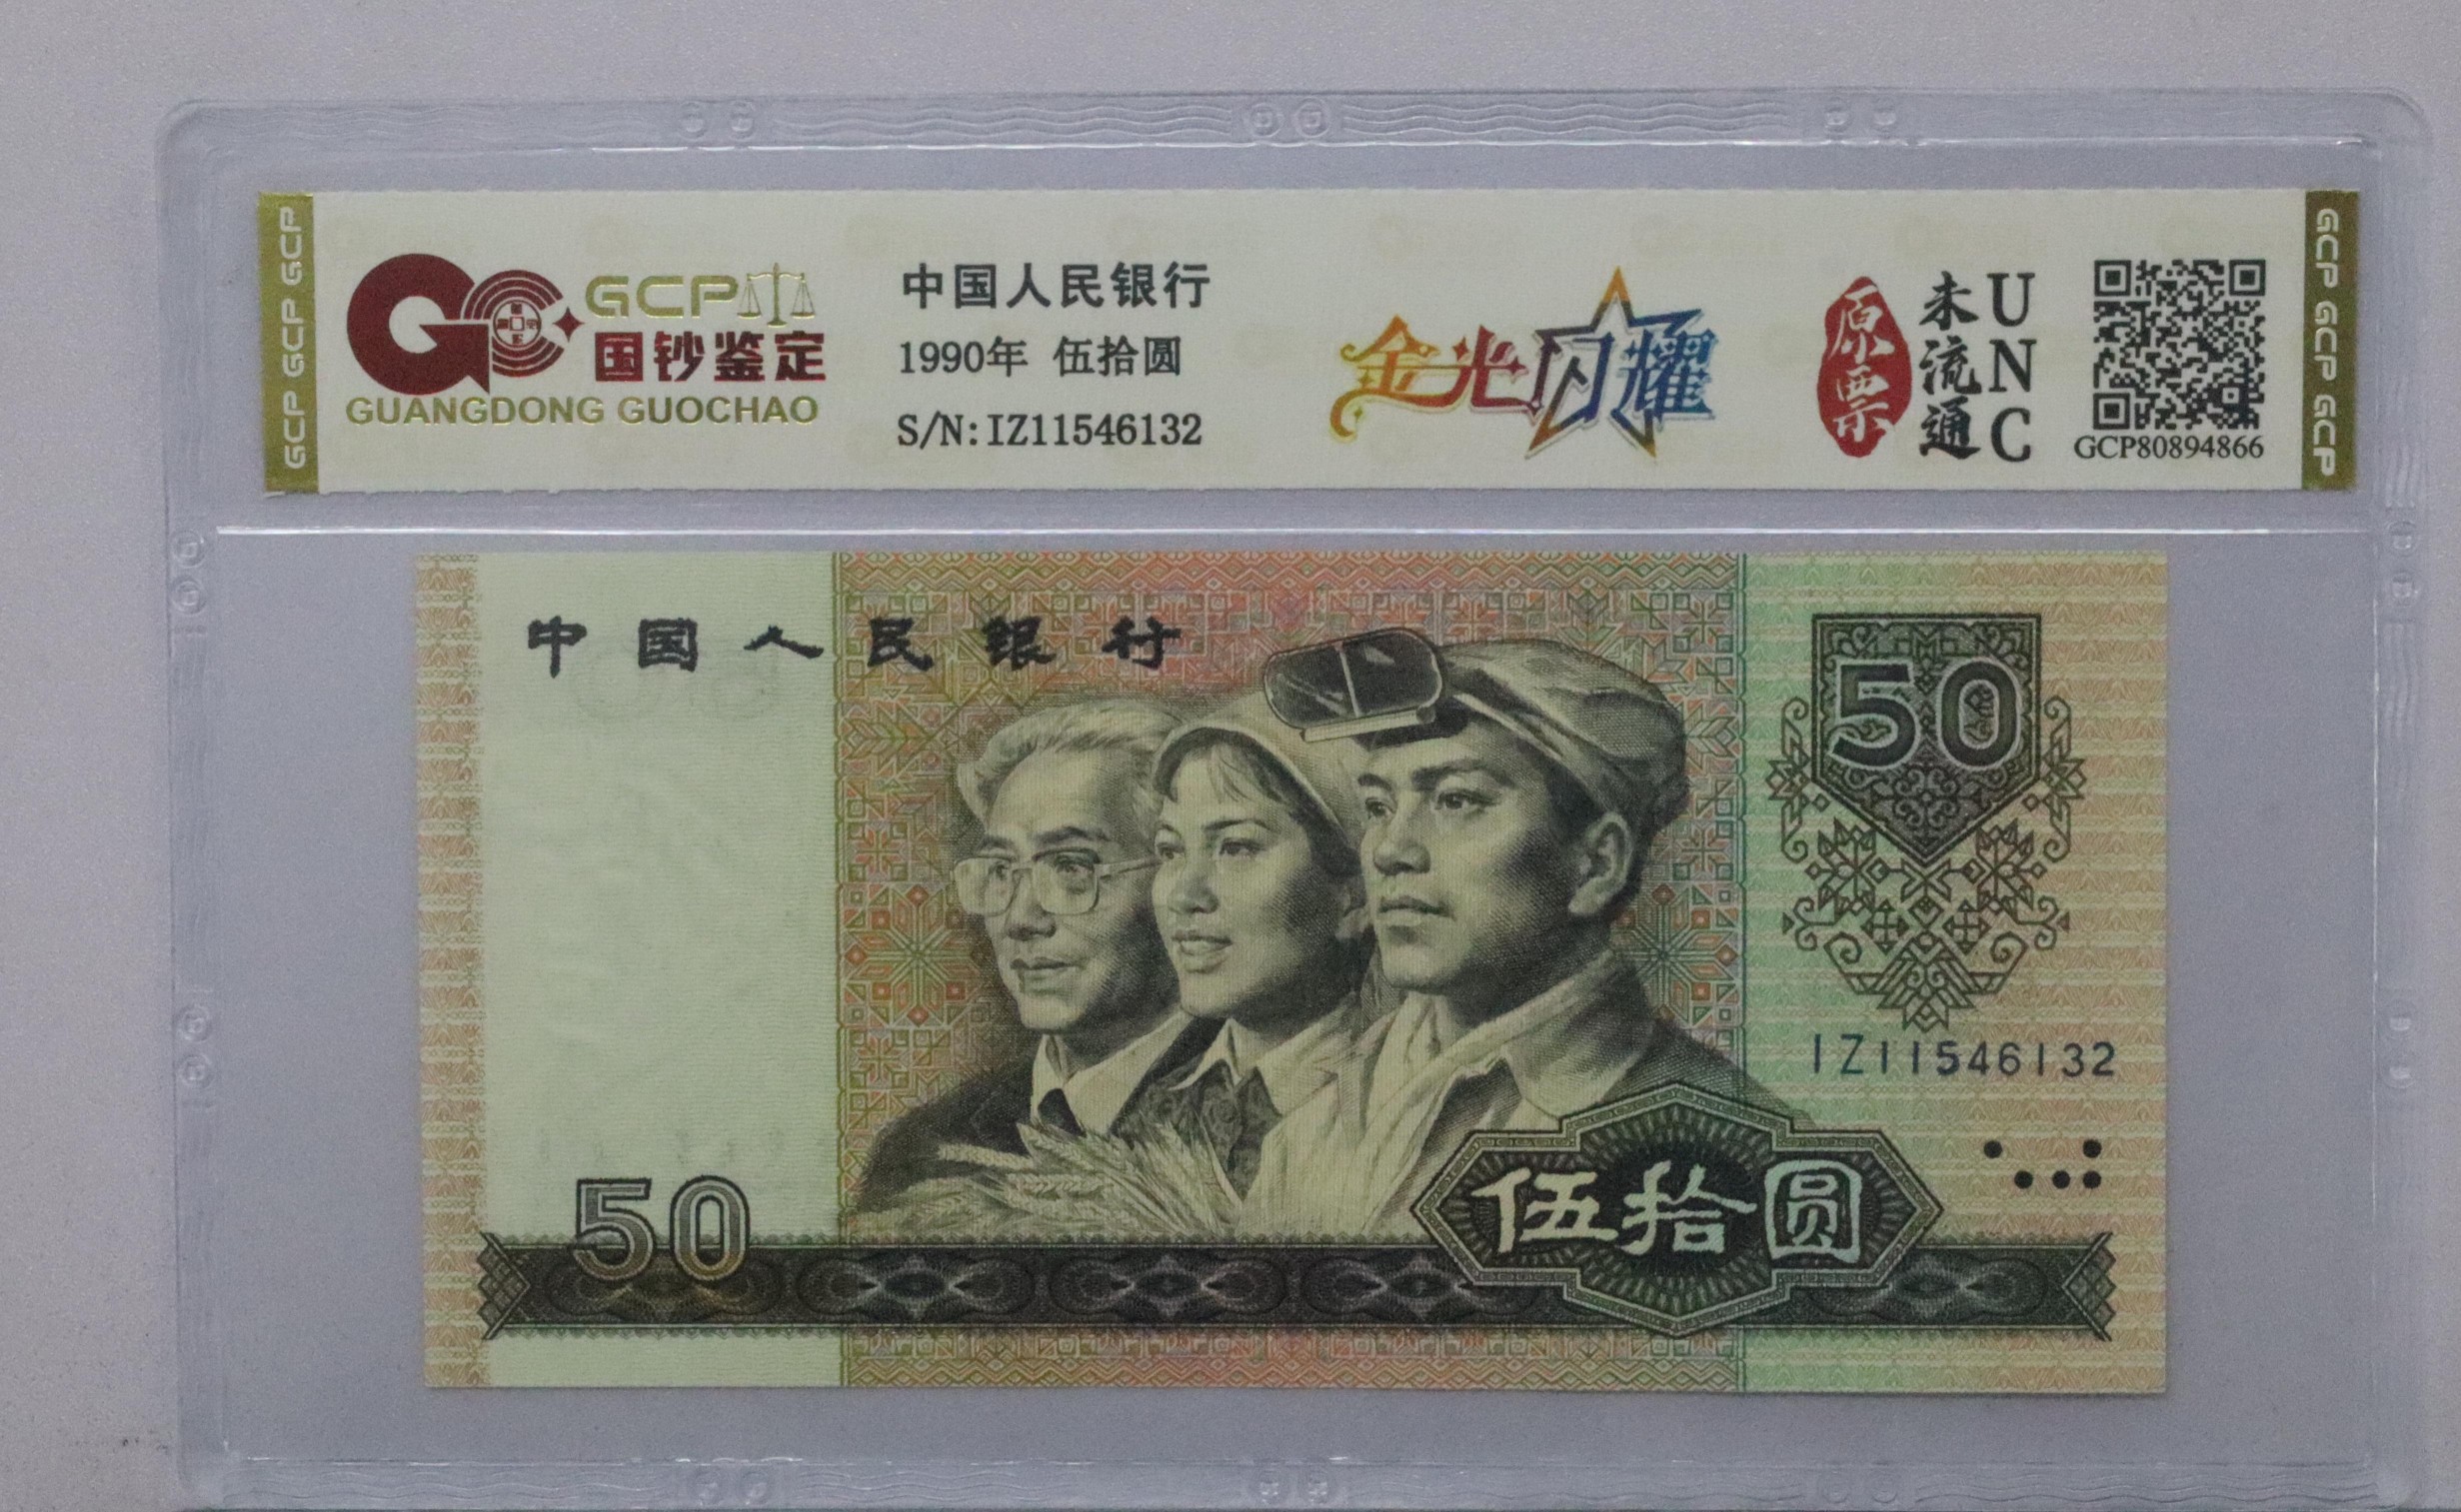 GCP GCP GCP
GCP
国钞鉴定
GUANGDONG GUOCHAO
中国人民银行
1990年 伍拾圆
S/N: IZ11546132
金光闪耀
原票
未流通
UNC
GCP80894866
GCP GCP GCP
中国人民银行
50
IZ11546132
50
伍拾圆